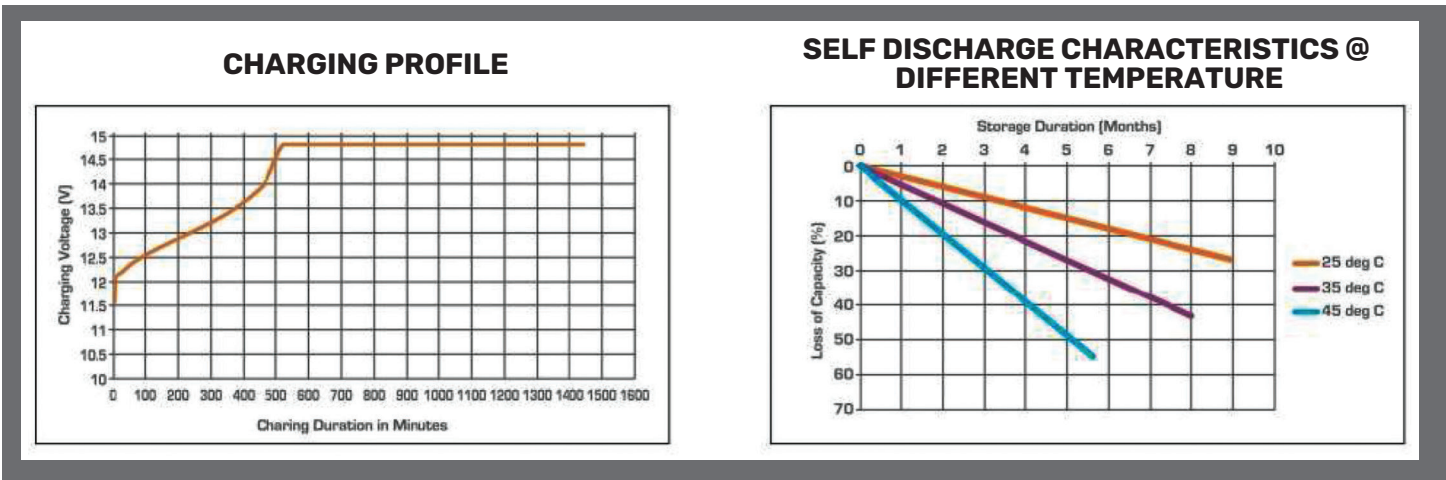 CHARGING PROFILE
15
14.5
14
13.5
13
12.5
12
11.5
11
10.5
10
Charging Voltage (V)
0 100 200 300 400 500 600 700 800 900 1000 1100 1200 1300 1400 1500 1600
Charing Duration in Minutes
SELF DISCHARGE CHARACTERISTICS @
DIFFERENT TEMPERATURE
Storage Duration (Months)
0 1 2 3 4 5 6 7 8 9 10
0
10
20
30
40
50
60
70
Loss of Capacity (%)
25 deg C
35 deg C
45 deg C